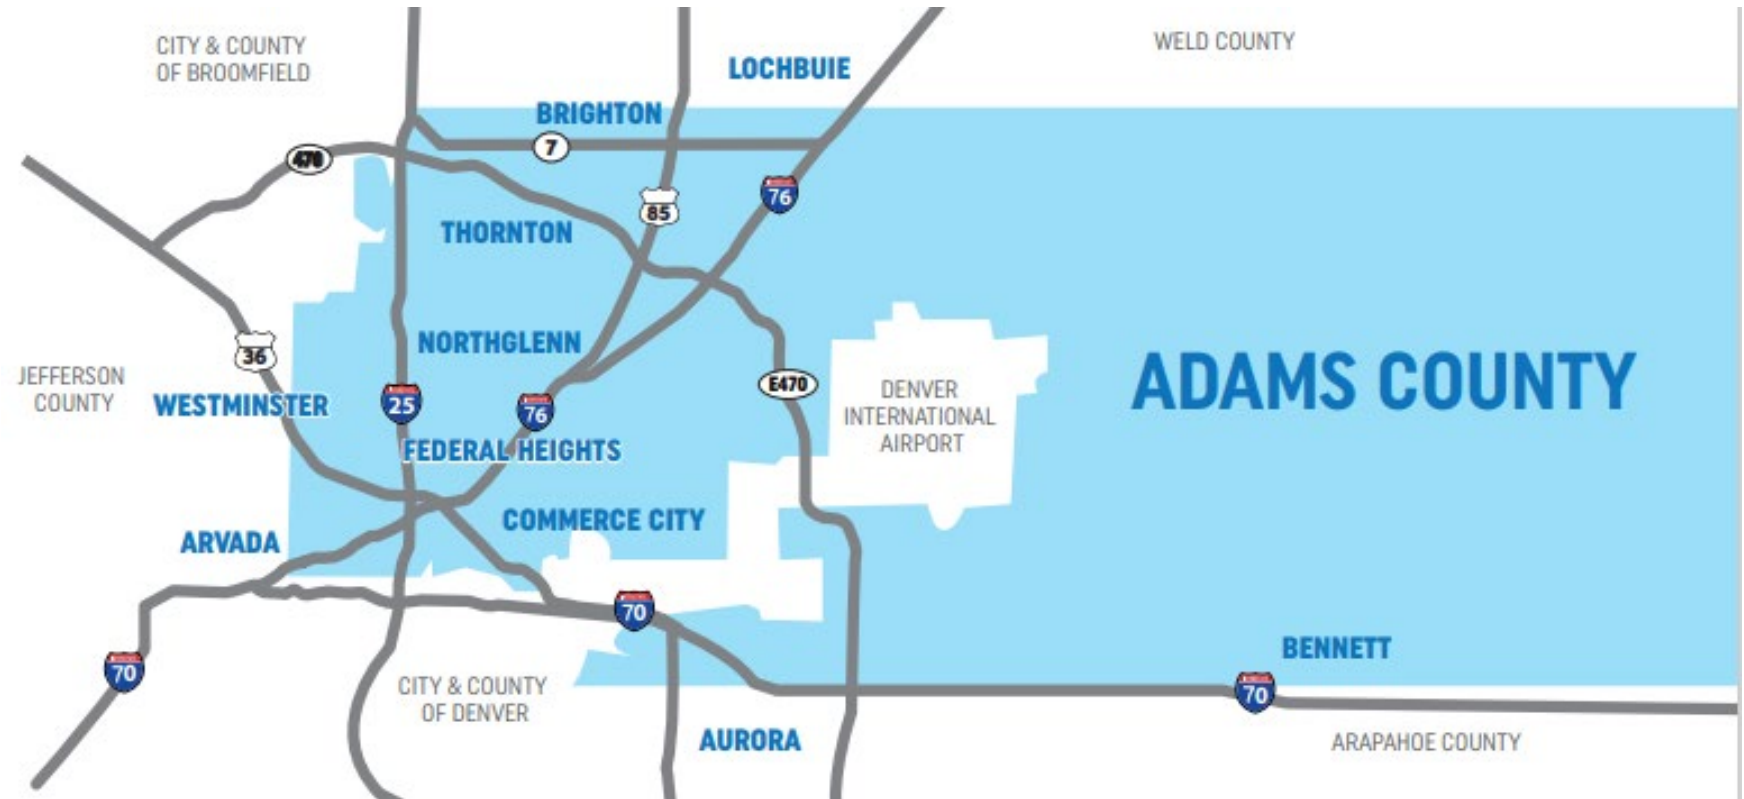 CITY & COUNTY
OF BROOMFIELD
LOCHBUIE
WELD COUNTY
BRIGHTON
7
470
76
85
THORNTON
NORTHGLENN
36
JEFFERSON
COUNTY
WESTMINSTER
25
76
E470
DENVER
INTERNATIONAL
AIRPORT
ADAMS COUNTY
FEDERAL HEIGHTS
COMMERCE CITY
ARVADA
70
70
BENNETT
70
CITY & COUNTY
OF DENVER
AURORA
ARAPAHOE COUNTY